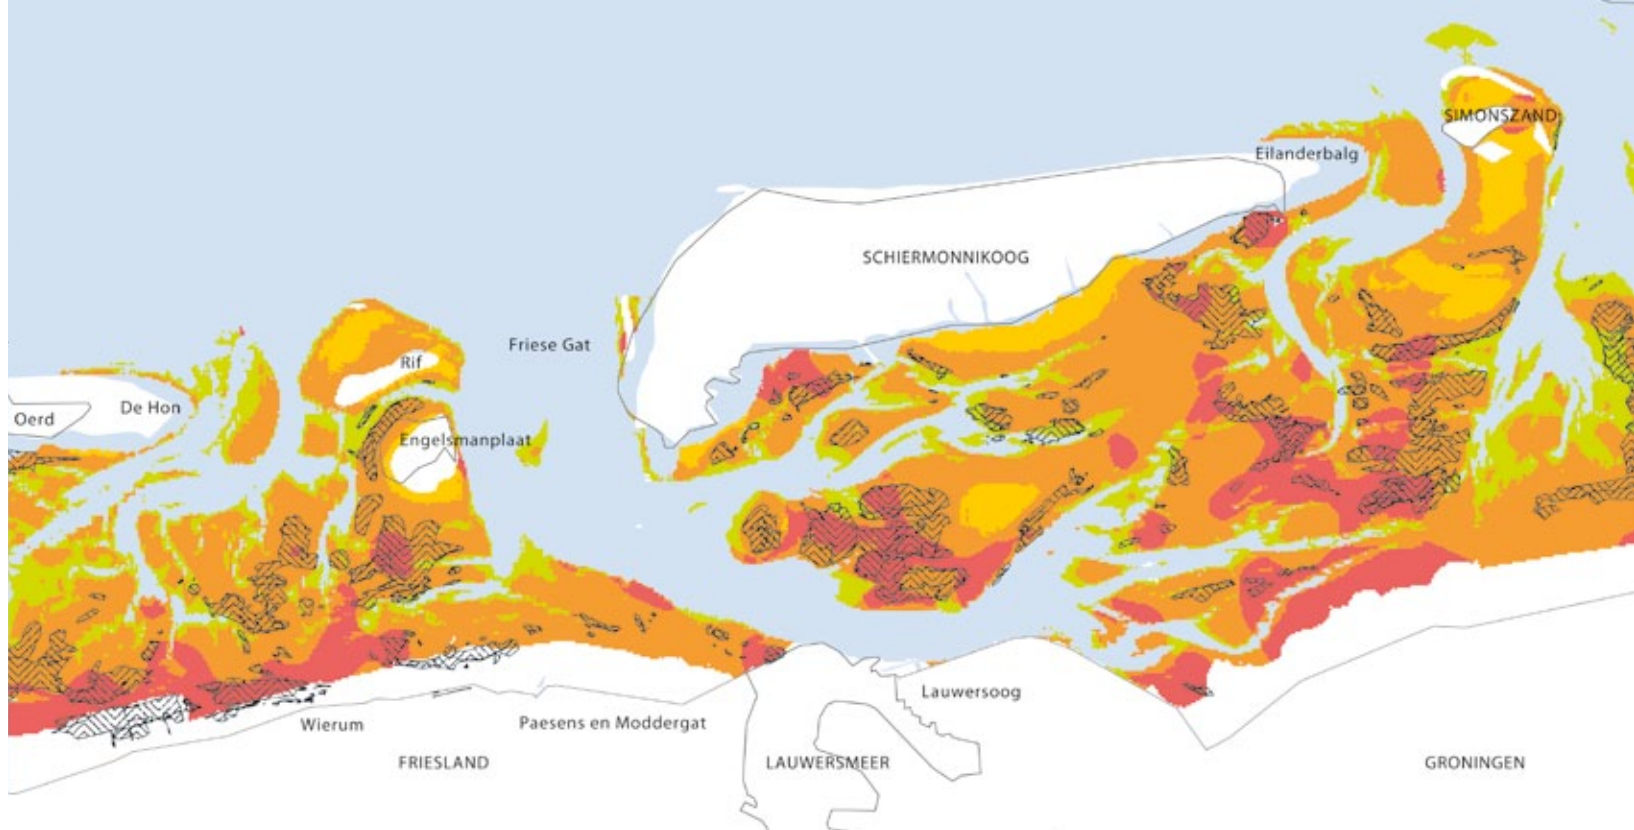 SIMONSZAND
Eilanderbalg
SCHIERMONNIKOOG
Friese Gat
Rif
De Hon
Oerd
Engelsmanplaat
Lauwersoog
Wierum
Paesens en Moddergat
FRIESLAND
LAUWERSMEER
GRONINGEN